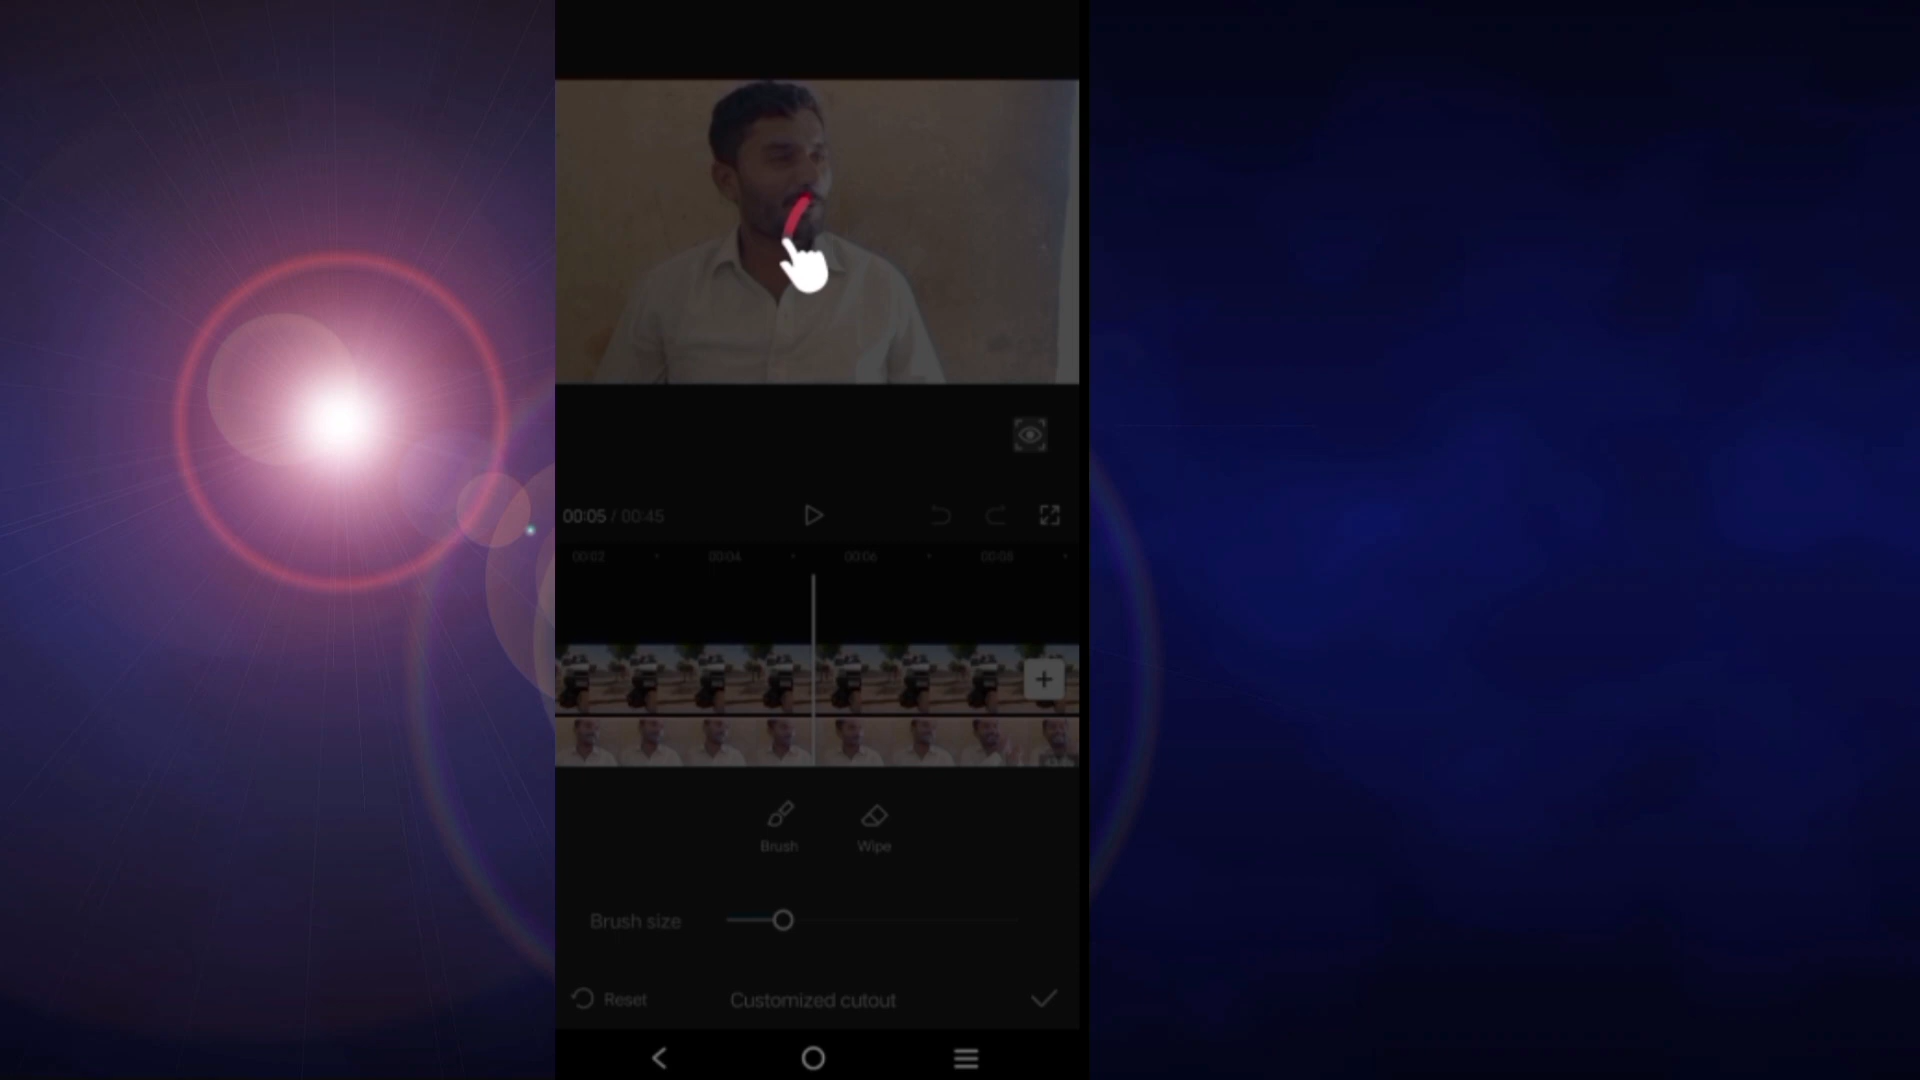 00:05 / 00:45
00:02 00:04 00:06 00:08
Brush Wipe
Brush size
Reset Customized cutout